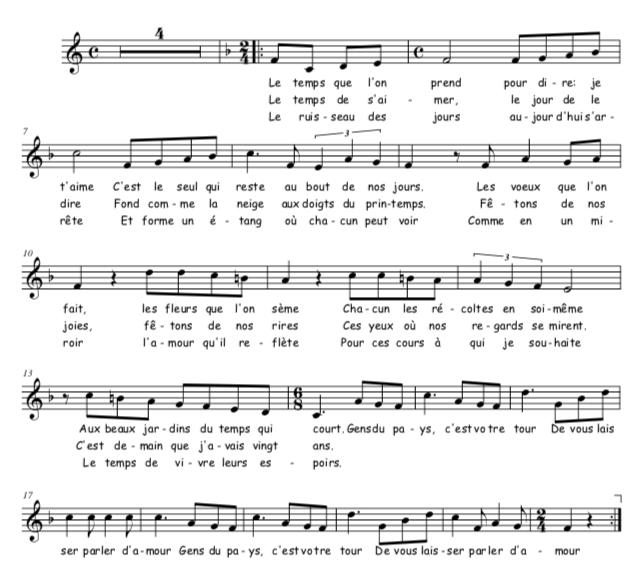 4
Le temps que l'on prend pour di - re: je
Le temps de s'ai - mer, le jour de le
Le ruis - seau des jours au - jour d'hui s'ar -
7
3
t'aime C'est le seul qui reste au bout de nos jours. Les voeux que l'on
dire Fond com - me la neige aux doigts du prin-temps. Fê - tons de nos
rête Et forme un é - tang où cha - cun peut voir Comme en un mi -
10
3
fait, les fleurs que l'on sème Cha - cun les ré - coltes en soi-même
joies, fê - tons de nos rires Ces yeux où nos re - gards se mirent.
roir l'a - mour qu'il re - flète Pour ces cours à qui je sou-haite
13
Aux beaux jar - dins du temps qui court. Gens du pa - ys, c'est votre tour De vous lais
C'est de - main que j'a - vais vingt ans.
Le temps de vi - vre leurs es - poirs.
17
ser parler d'a-mour Gens du pa - ys, c'est votre tour De vous lais - ser parler d'a - mour